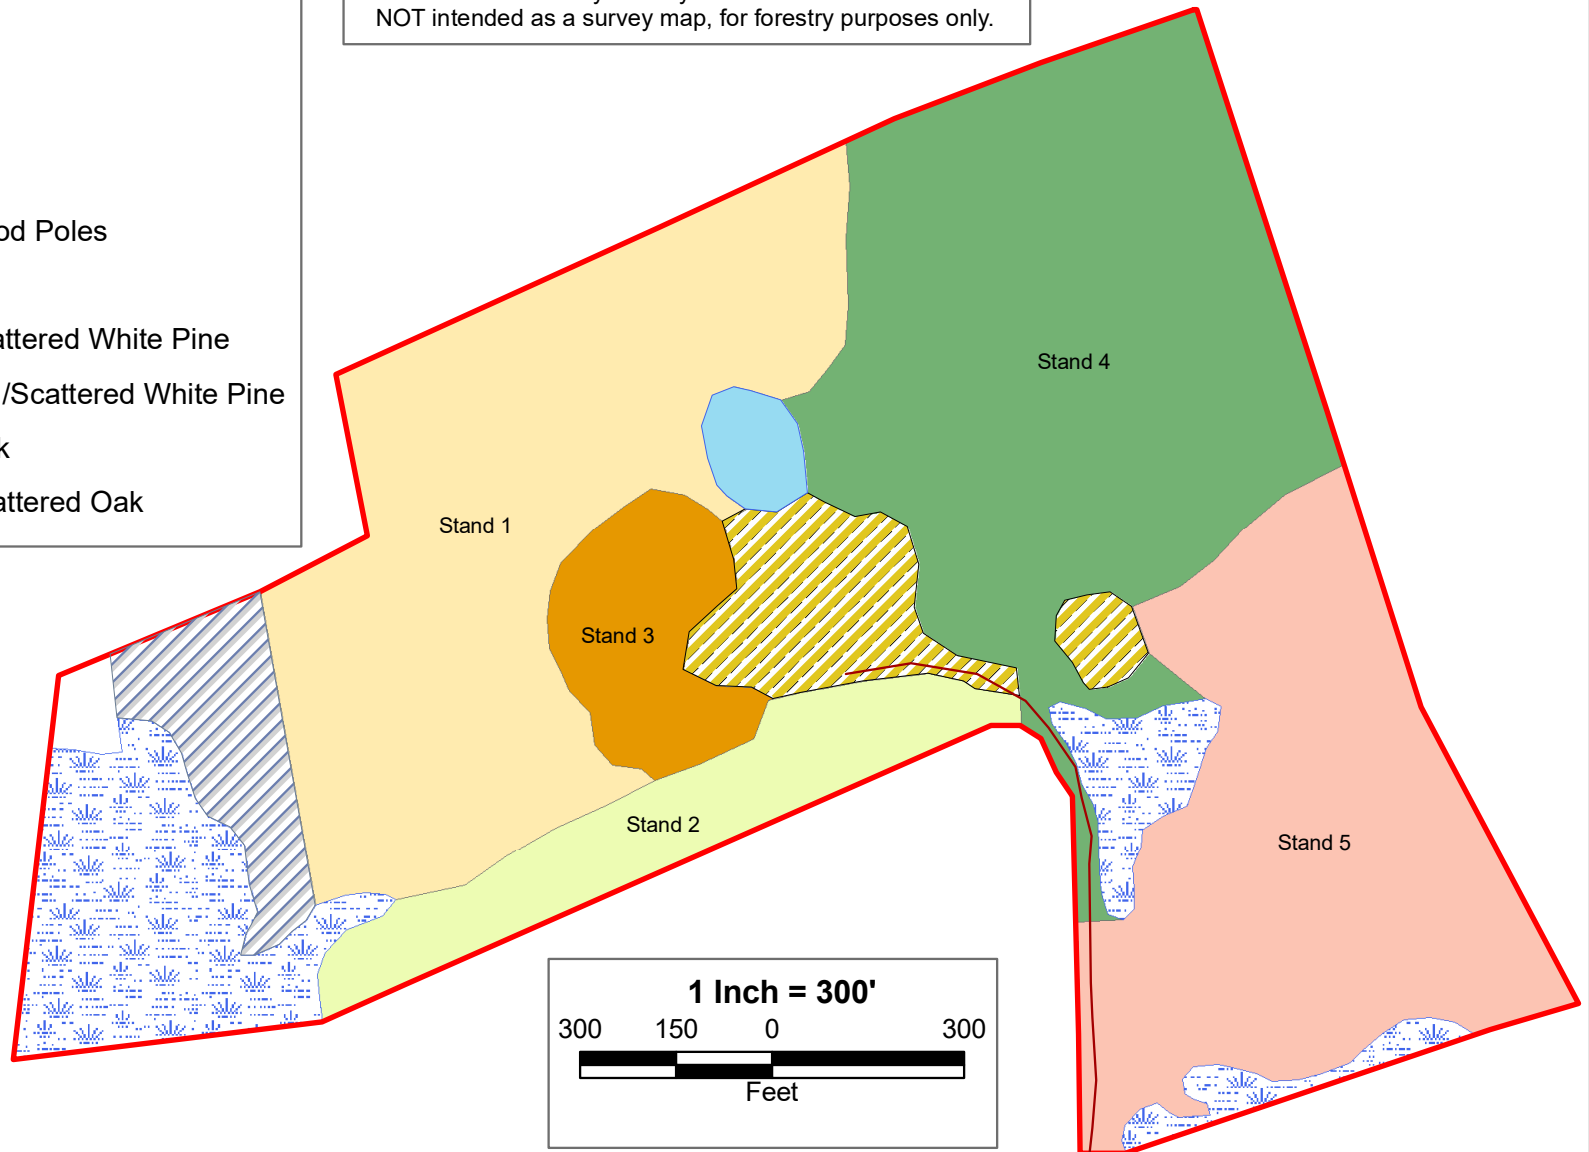 NOT intended as a survey map, for forestry purposes only.
od Poles
attered White Pine
/Scattered White Pine
k
attered Oak
Stand 4
Stand 1
Stand 3
Stand 2
Stand 5
1 Inch = 300'
300 150 0 300
Feet